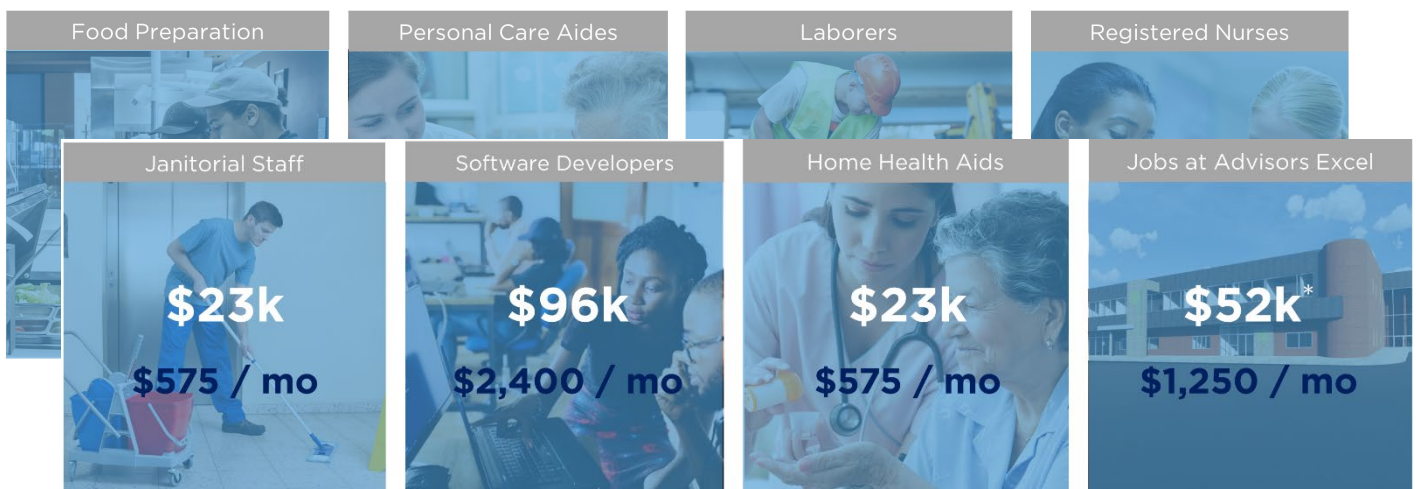 Food Preparation
Personal Care Aides
Laborers
Registered Nurses
Janitorial Staff
Software Developers
Home Health Aids
Jobs at Advisors Excel
$23k
$96k
$23k
$52k*
$575 / mo
$2,400 / mo
$575 / mo
$1,250 / mo